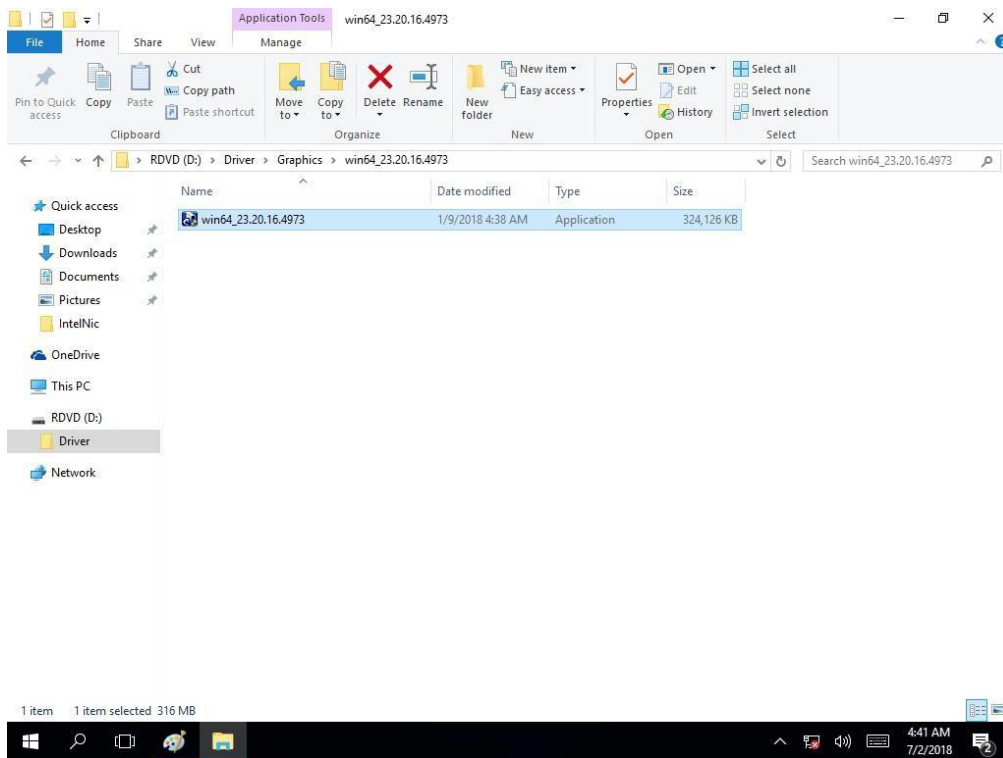 Application Tools win64_23.20.16.4973
File Home Share View Manage
Pin to Quick access
Copy
Paste
Cut
Copy path
Paste shortcut
Clipboard
Move to
Copy to
Delete
Rename
Organize
New folder
New item
Easy access
New
Properties
Open
Edit
History
Open
Select all
Select none
Invert selection
Select
RDVD (D:) > Driver > Graphics > win64_23.20.16.4973
Search win64_23.20.16.4973
Quick access
Desktop
Downloads
Documents
Pictures
IntelNic
OneDrive
This PC
RDVD (D:)
Driver
Network
Name Date modified Type Size
win64_23.20.16.4973 1/9/2018 4:38 AM Application 324,126 KB
1 item 1 item selected 316 MB
4:41 AM
7/2/2018
2